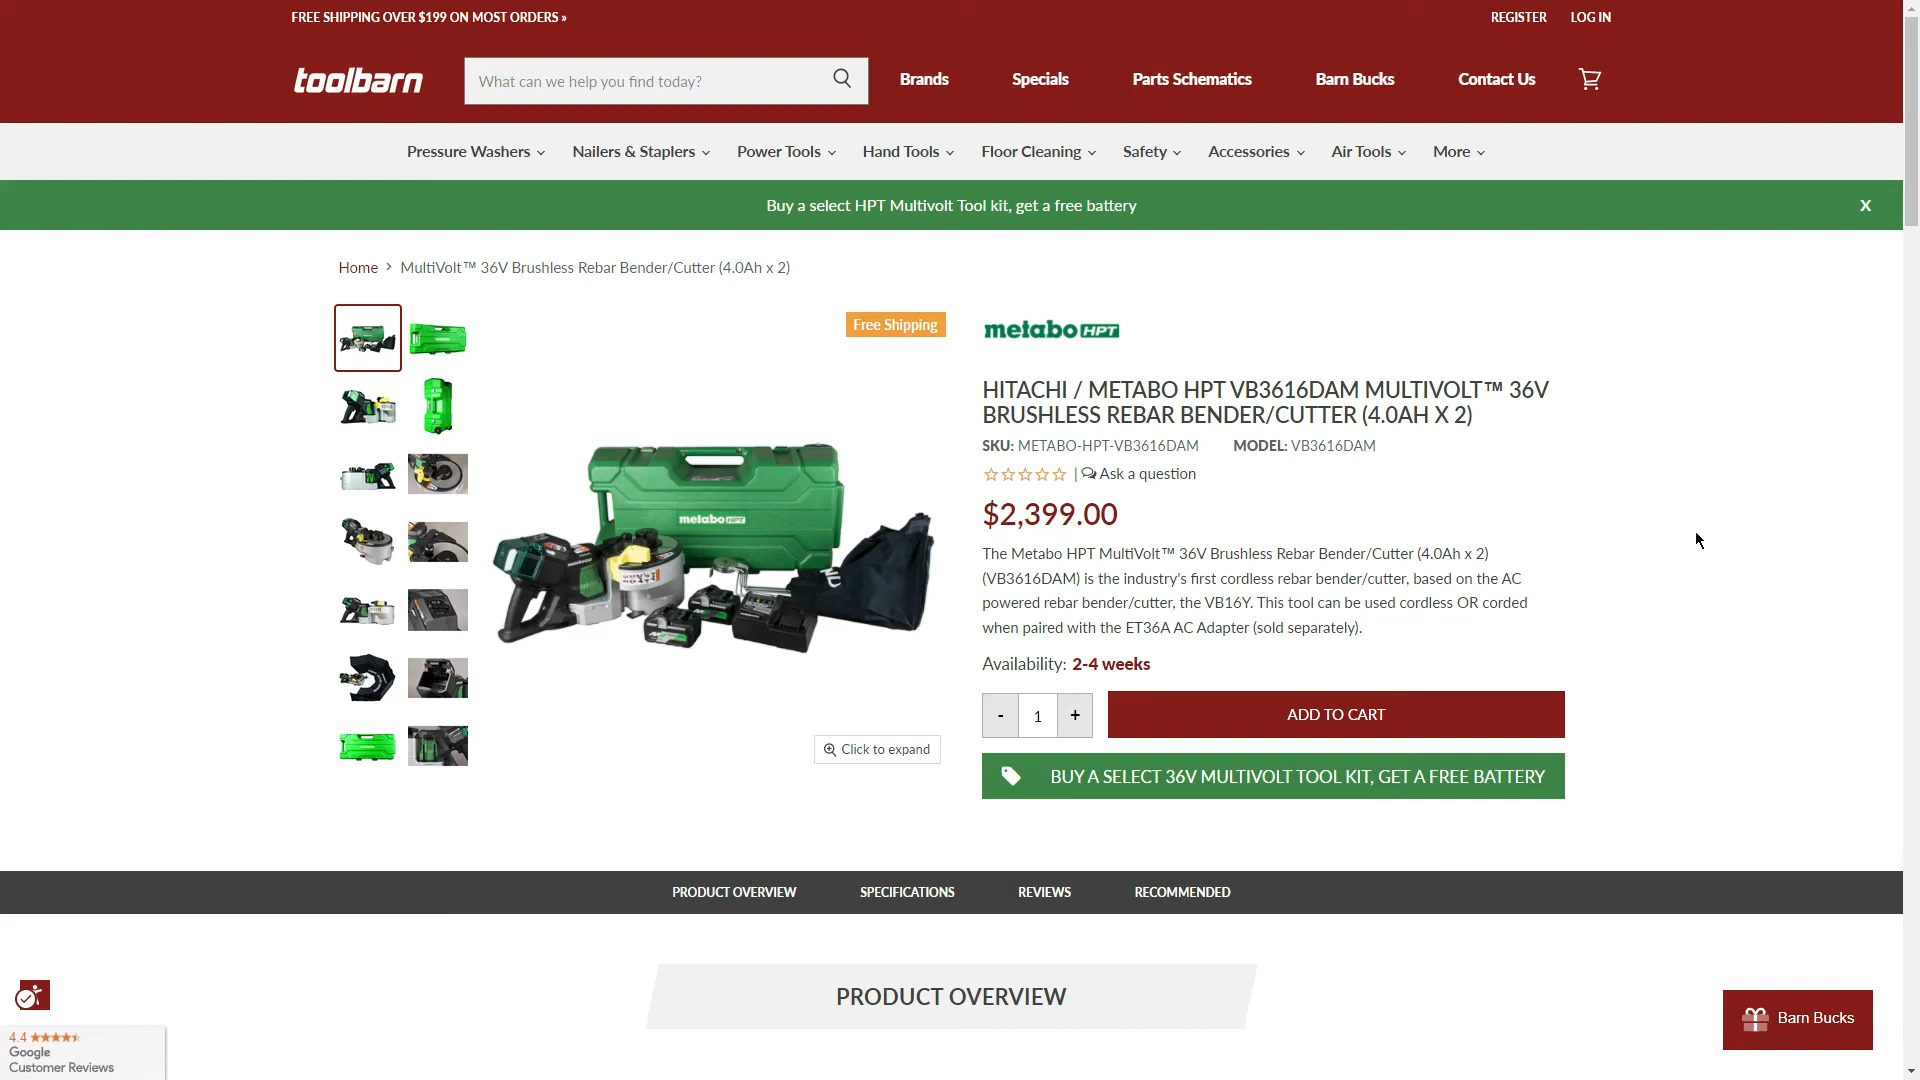 FREE SHIPPING OVER $199 ON MOST ORDERS »
REGISTER
LOG IN
toolbarn
What can we help you find today?
Brands
Specials
Parts Schematics
Barn Bucks
Contact Us
Pressure Washers
Nailers & Staplers
Power Tools
Hand Tools
Floor Cleaning
Safety
Accessories
Air Tools
More
Buy a select HPT Multivolt Tool kit, get a free battery
X
Home > MultiVolt™ 36V Brushless Rebar Bender/Cutter (4.0Ah x 2)
Free Shipping
metabo HPT
metabo HPT
HITACHI / METABO HPT VB3616DAM MULTIVOLT™ 36V
BRUSHLESS REBAR BENDER/CUTTER (4.0AH X 2)
SKU: METABO-HPT-VB3616DAM
MODEL: VB3616DAM
| Ask a question
$2,399.00
The Metabo HPT MultiVolt™ 36V Brushless Rebar Bender/Cutter (4.0Ah x 2)
(VB3616DAM) is the industry's first cordless rebar bender/cutter, based on the AC
powered rebar bender/cutter, the VB16Y. This tool can be used cordless OR corded
when paired with the ET36A AC Adapter (sold separately).
Availability: 2-4 weeks
- 1 +
ADD TO CART
Click to expand
BUY A SELECT 36V MULTIVOLT TOOL KIT, GET A FREE BATTERY
PRODUCT OVERVIEW
SPECIFICATIONS
REVIEWS
RECOMMENDED
PRODUCT OVERVIEW
4.4
Google
Customer Reviews
Barn Bucks